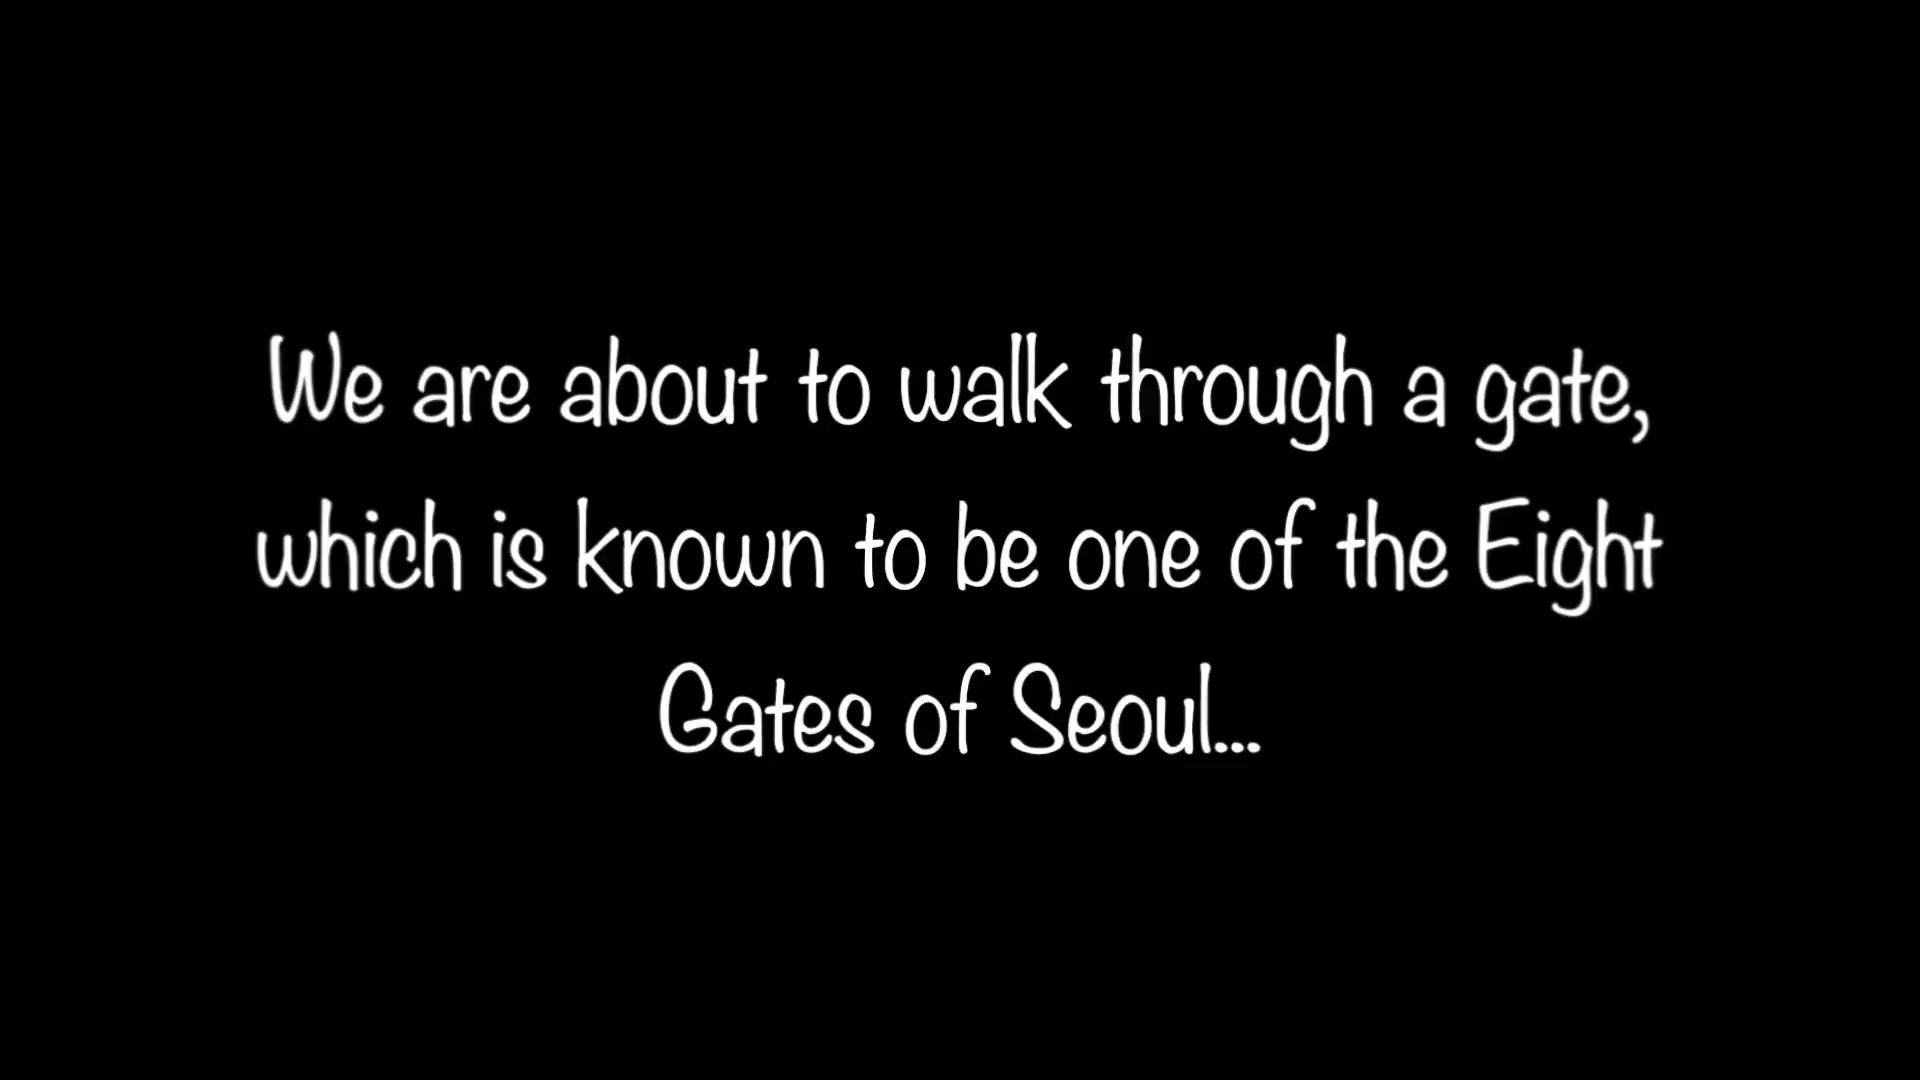 We are about to walk through a gate,
which is known to be one of the Eight
Gates of Seoul...